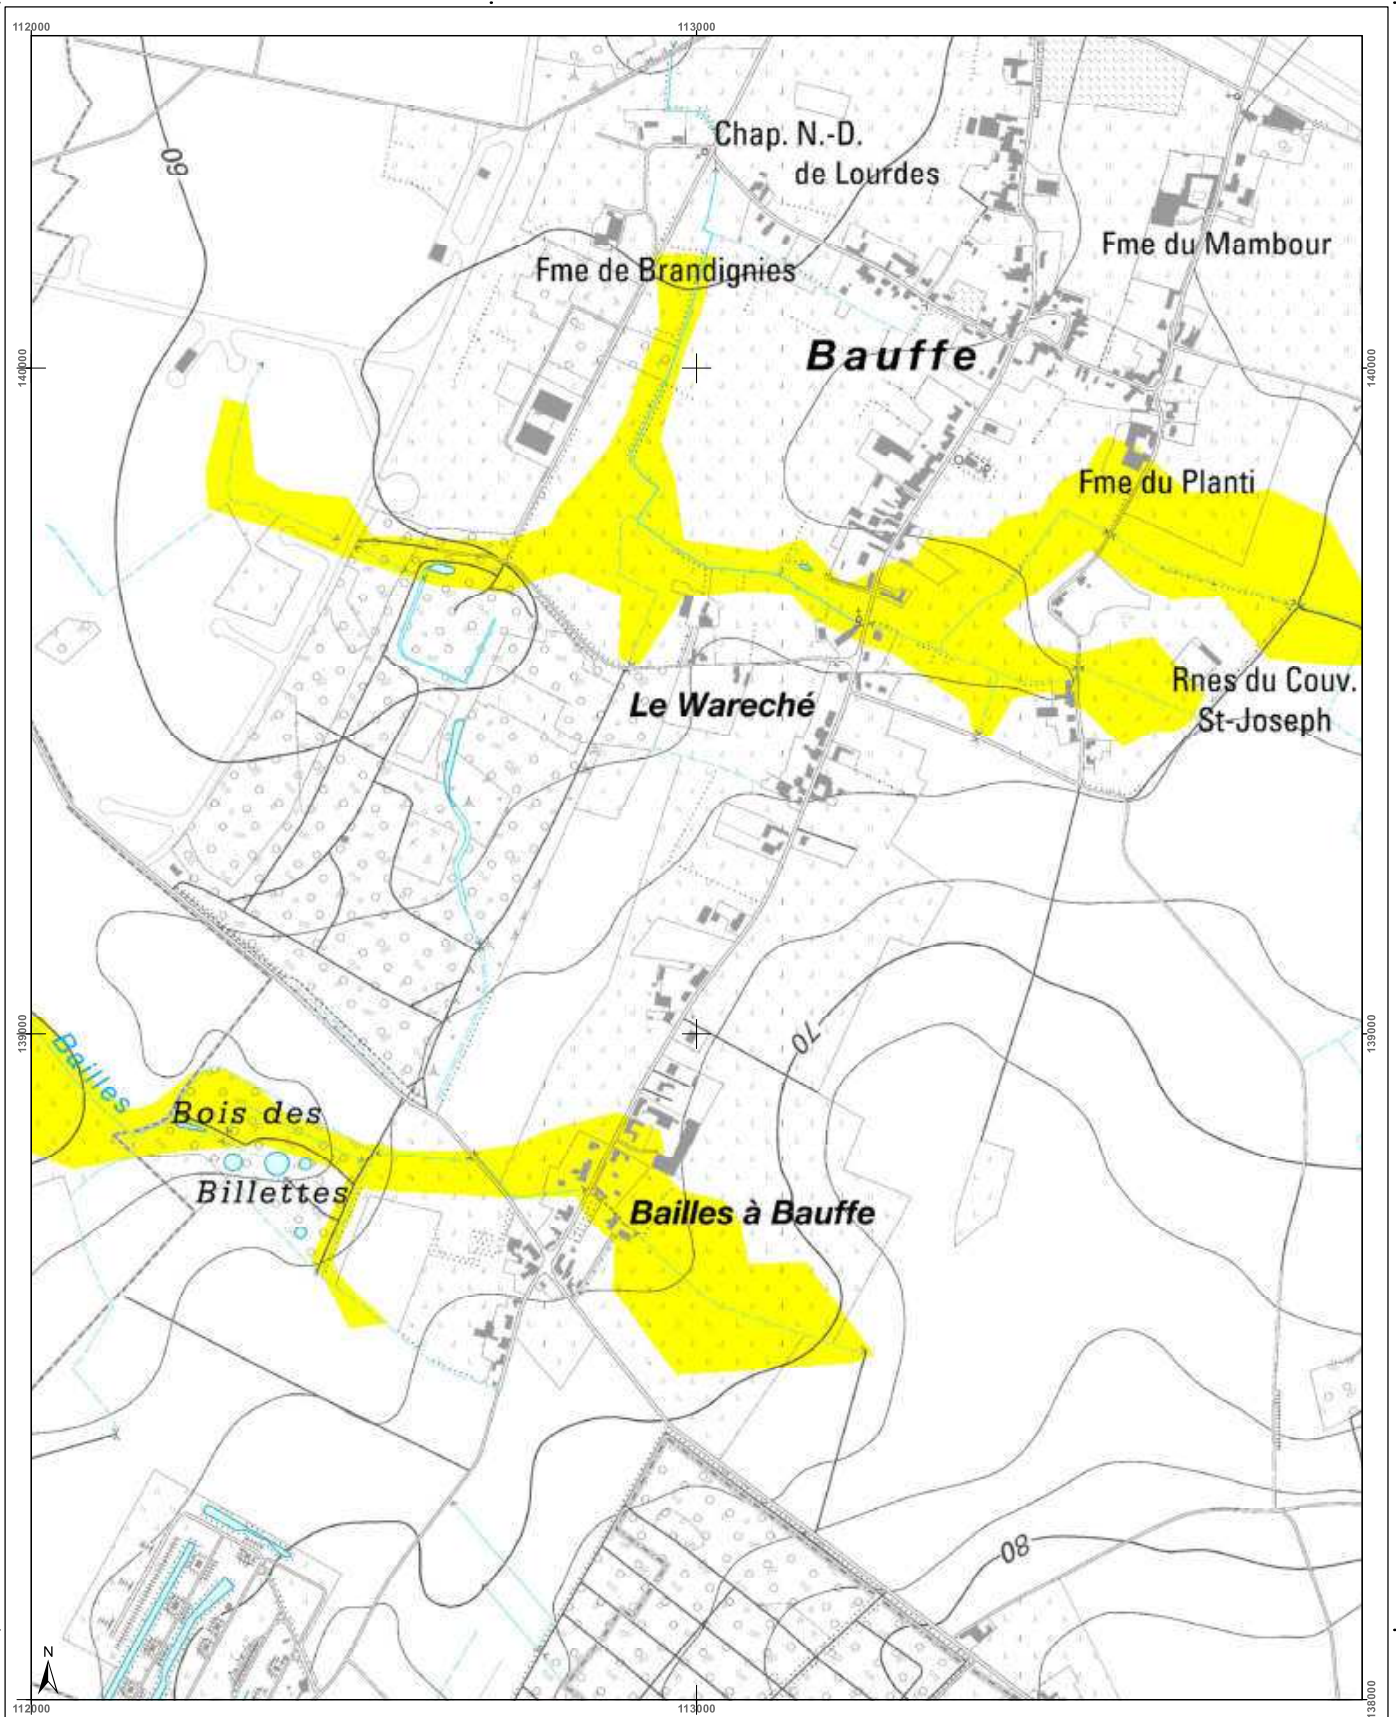 112000
113000
60
Chap. N.-D.
de Lourdes
Fme du Mambour
Fme de Brandignies
Bauffe
140000
140000
Fme du Planti
Rnes du Couv.
St-Joseph
Le Wareché
70
139000
139000
Bailles
Bois des
Billettes
Bailles à Bauffe
80
N
112000
113000
138000